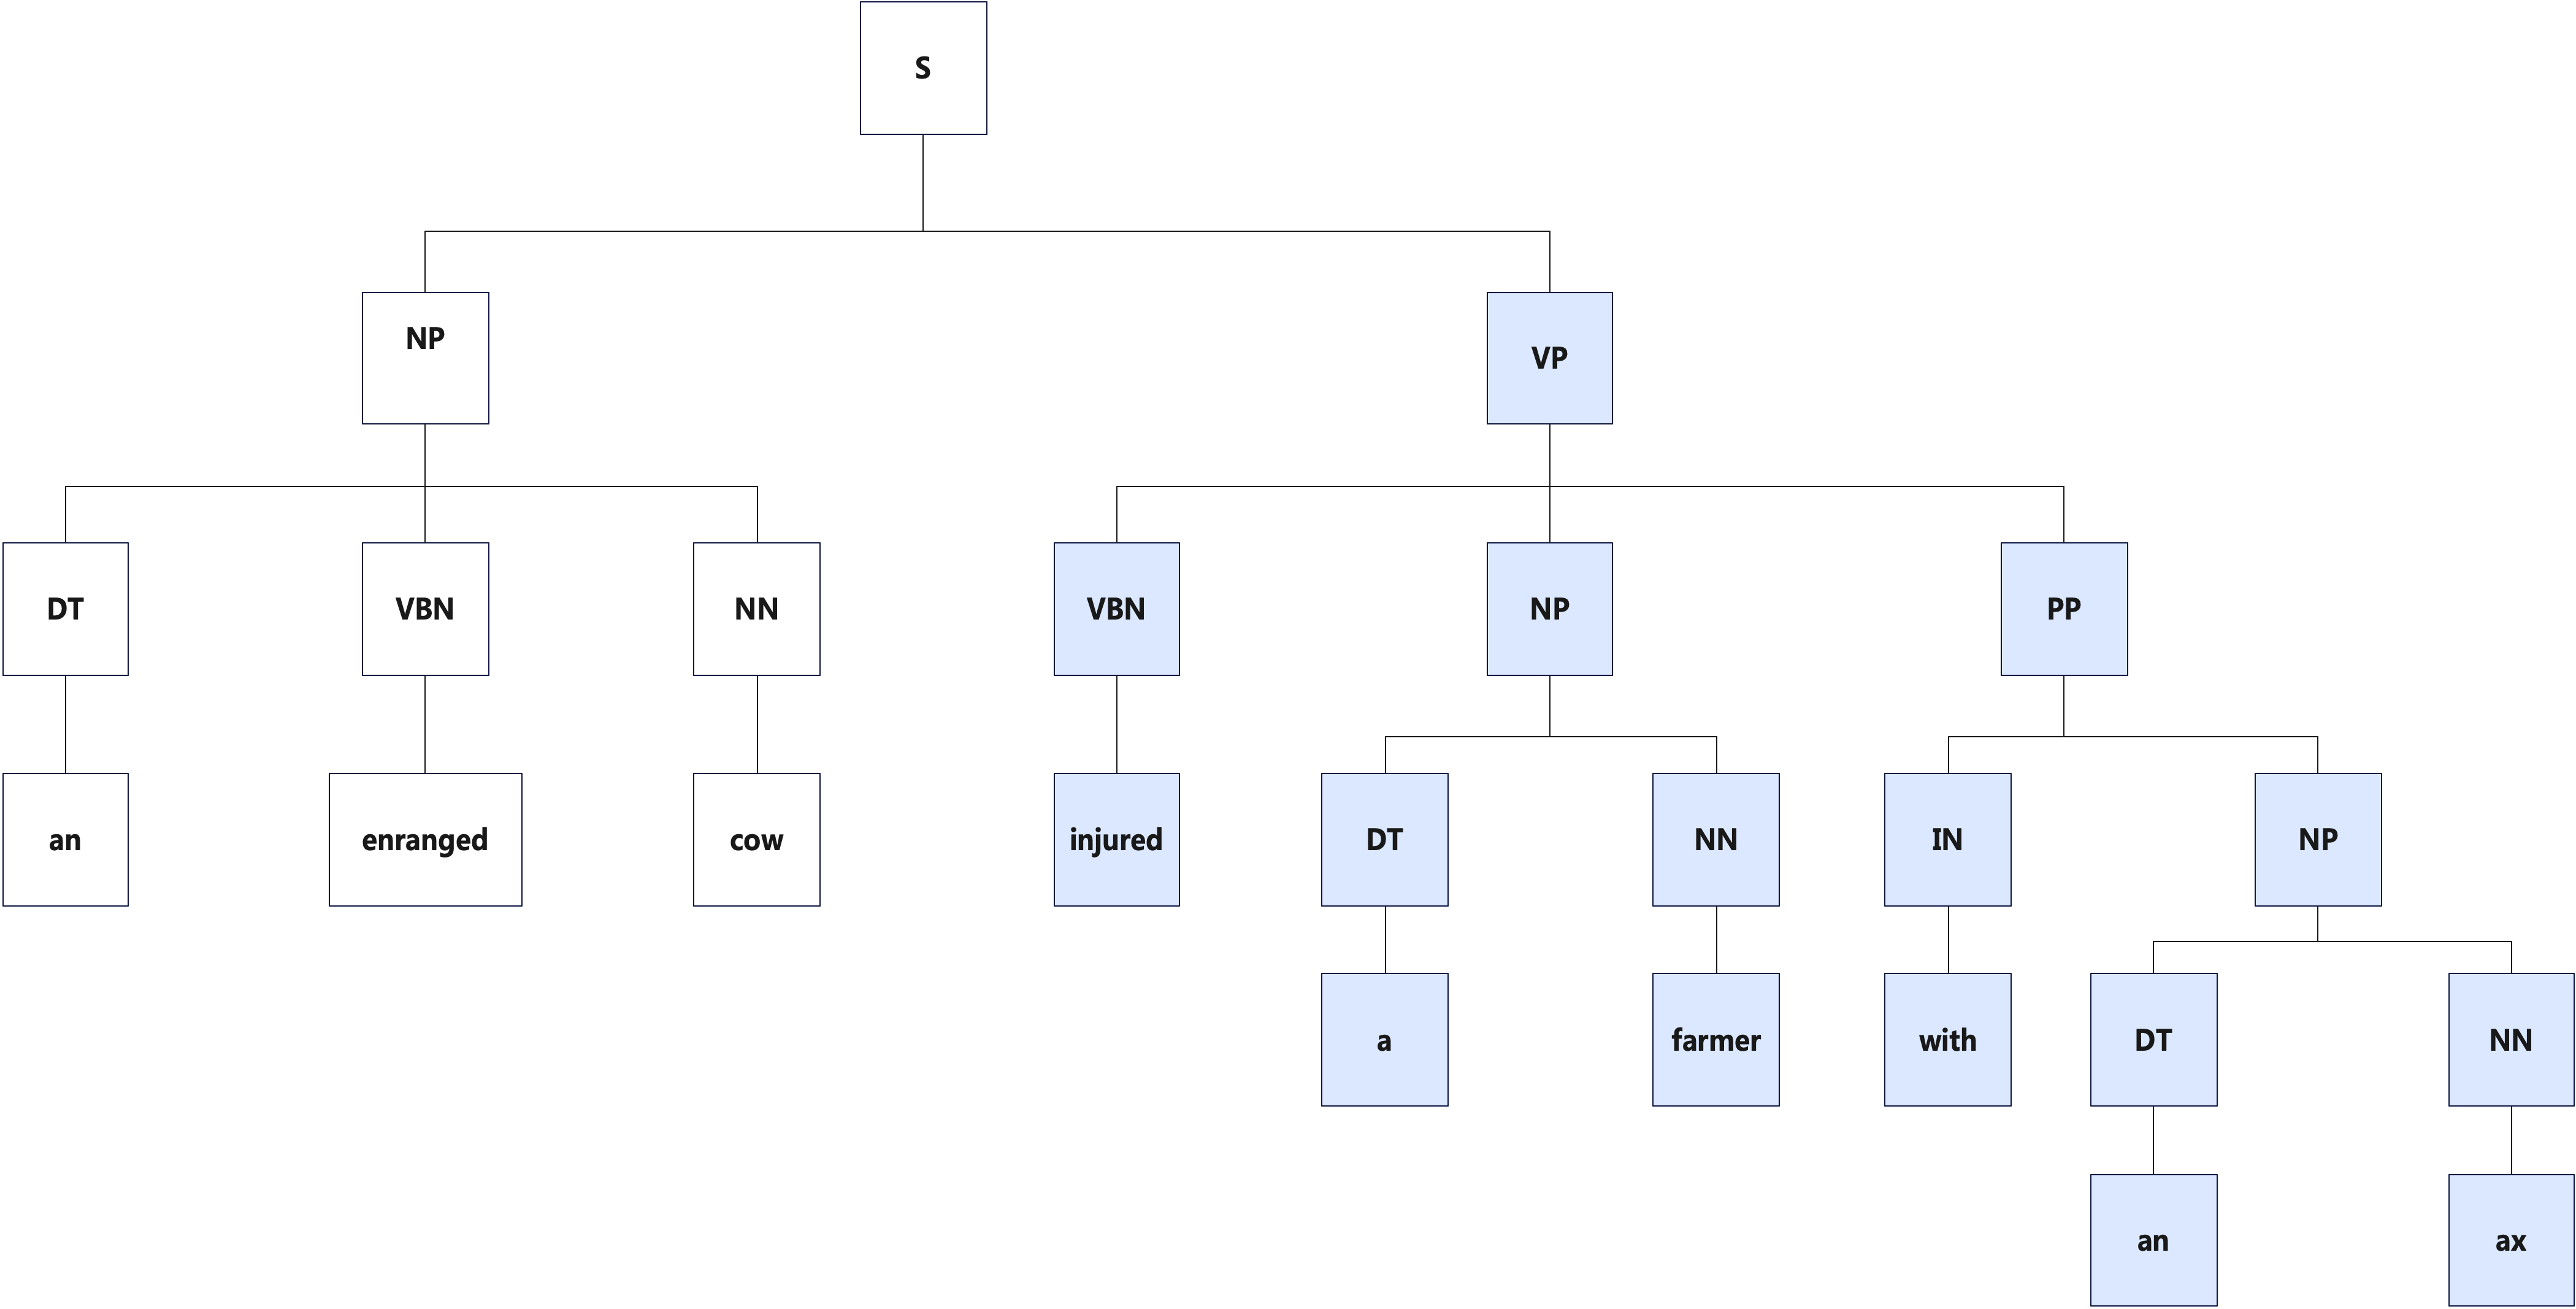 S
NP VP
DT VBN NN VBN NP PP
an enranged cow injured DT NN IN NP
a farmer with DT NN
an ax